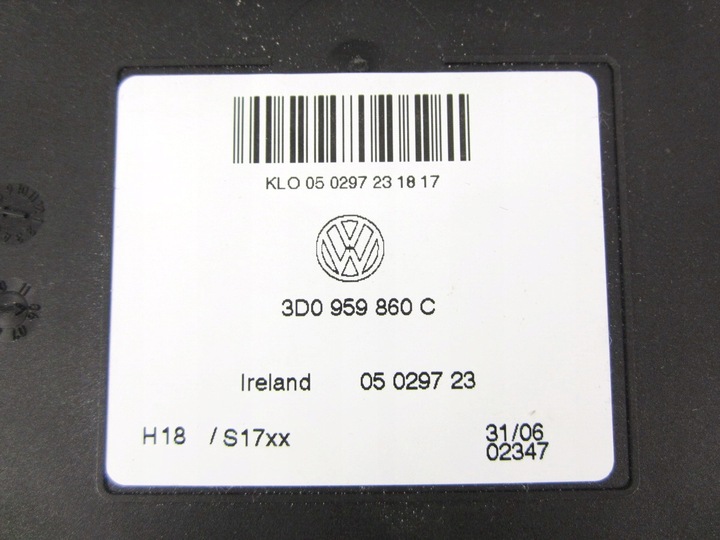 KLO 05 0297 23 18 17
3D0 959 860 C
Ireland 05 0297 23
H18 / S17xx 31/06
02347